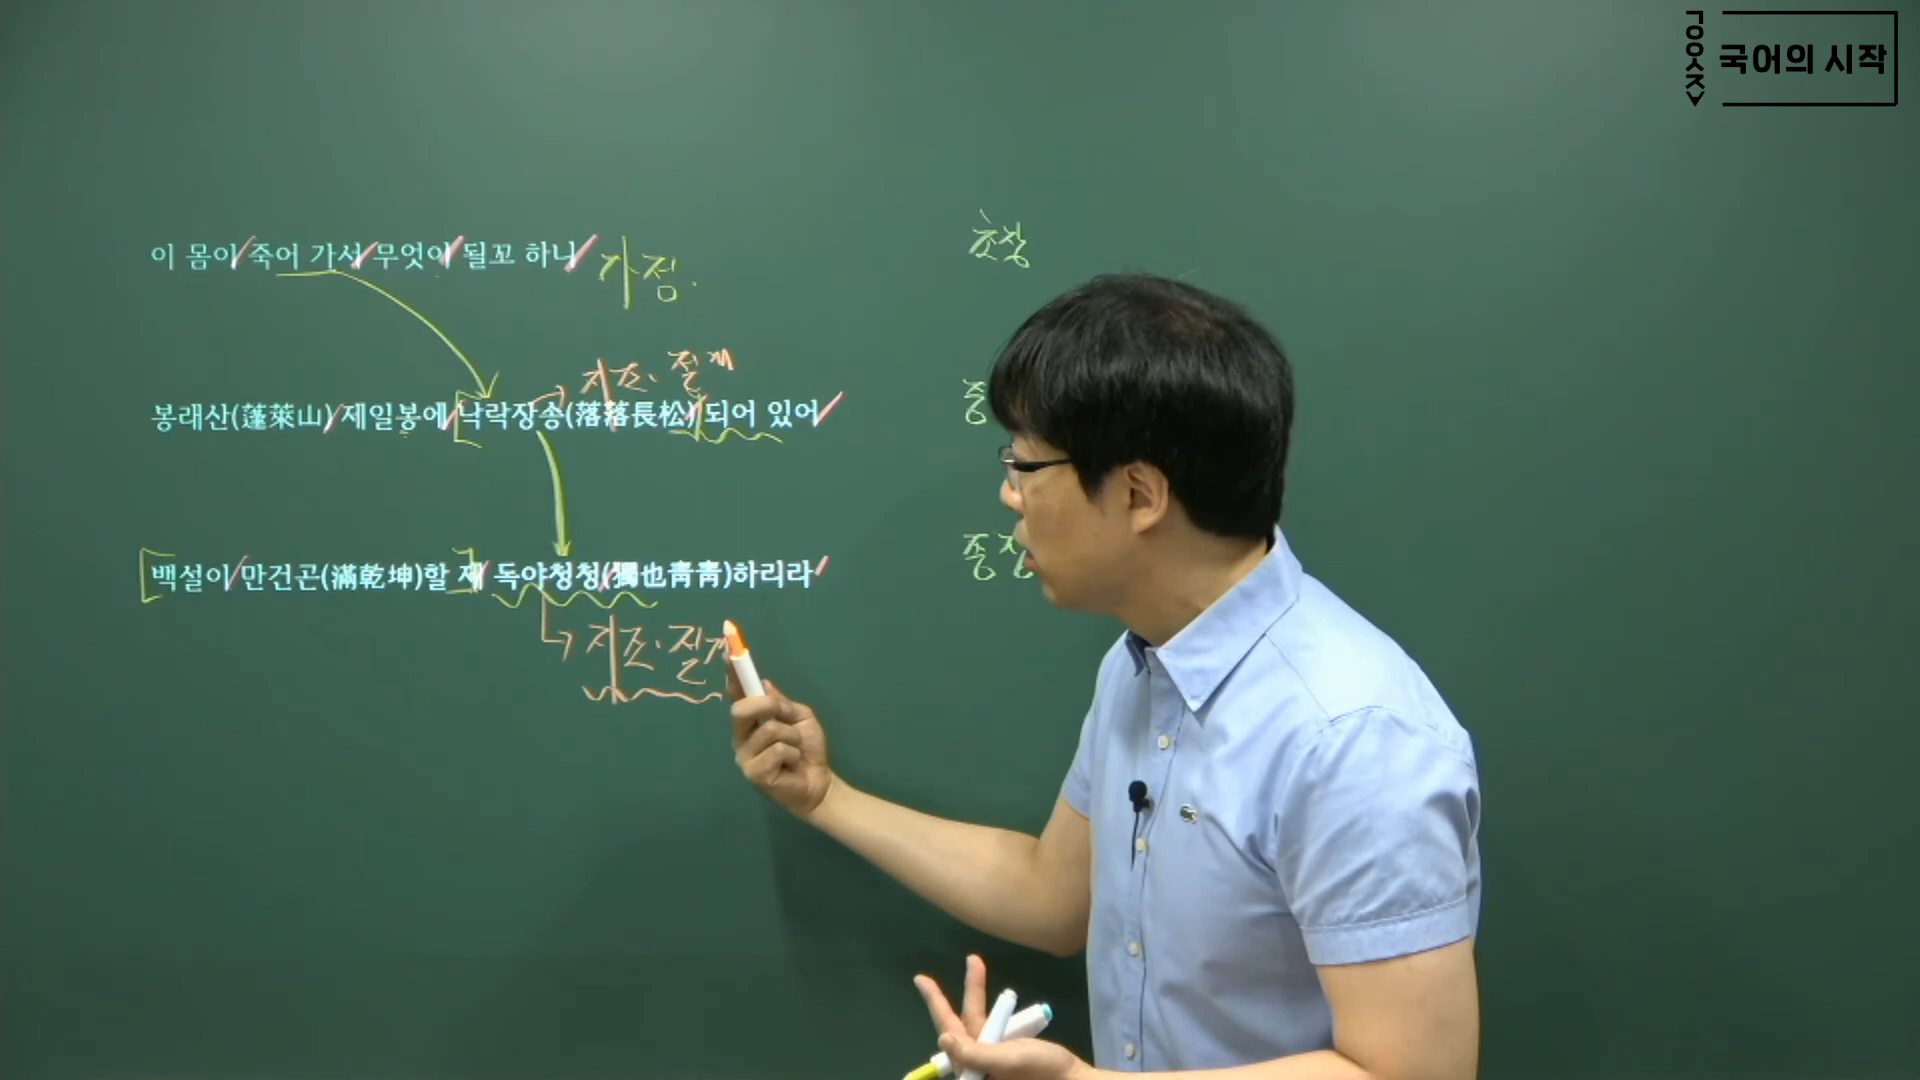 국어의 시작
이 몸이 죽어 가서 무엇이 될꼬 하니 가정.
초장
지조·절개
봉래산(蓬萊山) 제일봉에 낙락장송(落落長松) 되어 있어
중
백설이 만건곤(滿乾坤)할 제 독야청청(獨也靑靑)하리라
종장
지조·절개